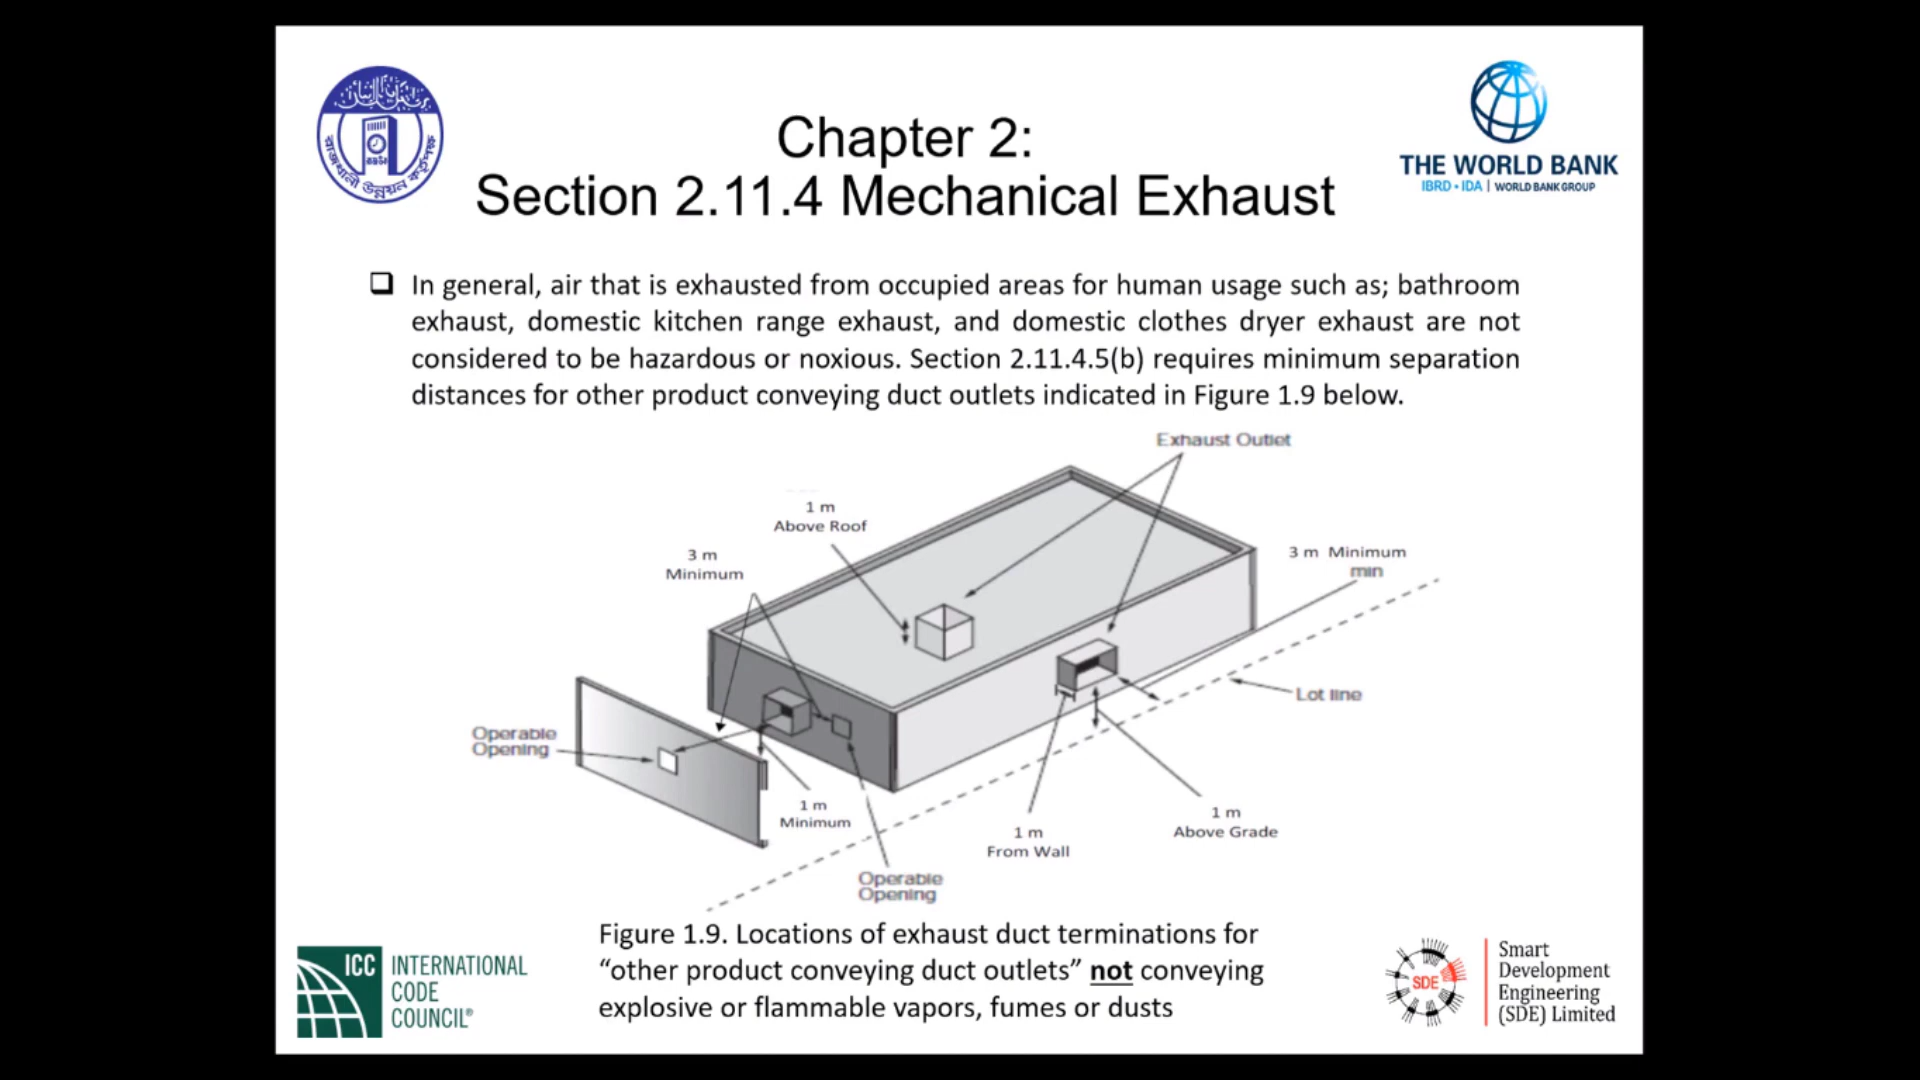 Chapter 2:
Section 2.11.4 Mechanical Exhaust
THE WORLD BANK
IBRD • IDA | WORLD BANK GROUP
রাজধানী উন্নয়ন কর্তৃপক্ষ
❑ In general, air that is exhausted from occupied areas for human usage such as; bathroom
exhaust, domestic kitchen range exhaust, and domestic clothes dryer exhaust are not
considered to be hazardous or noxious. Section 2.11.4.5(b) requires minimum separation
distances for other product conveying duct outlets indicated in Figure 1.9 below.
Exhaust Outlet
1 m
Above Roof
3 m
Minimum
3 m Minimum
min
Lot line
Operable
Opening
1 m
Minimum
1 m
From Wall
1 m
Above Grade
Operable
Opening
Figure 1.9. Locations of exhaust duct terminations for
“other product conveying duct outlets” not conveying
explosive or flammable vapors, fumes or dusts
ICC INTERNATIONAL
CODE
COUNCIL®
SDE
Smart
Development
Engineering
(SDE) Limited